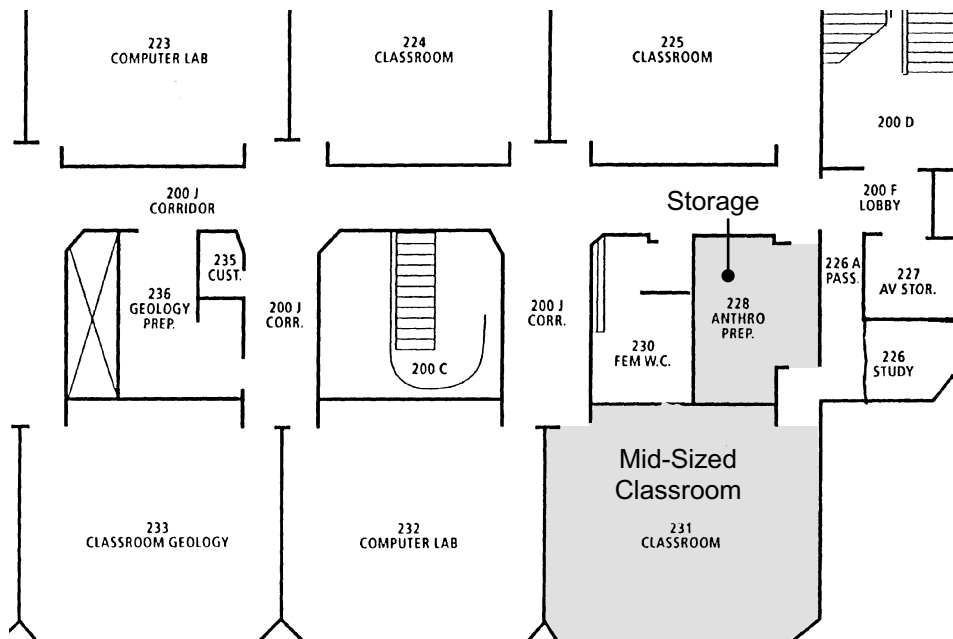 223
COMPUTER LAB
224
CLASSROOM
225
CLASSROOM
200 D
200 J
CORRIDOR
Storage
200 F
LOBBY
235
CUST.
236
GEOLOGY
PREP.
200 J
CORR.
200 C
200 J
CORR.
230
FEM W.C.
228
ANTHRO
PREP.
226 A
PASS.
227
AV STOR.
226
STUDY
Mid-Sized
Classroom
233
CLASSROOM GEOLOGY
232
COMPUTER LAB
231
CLASSROOM